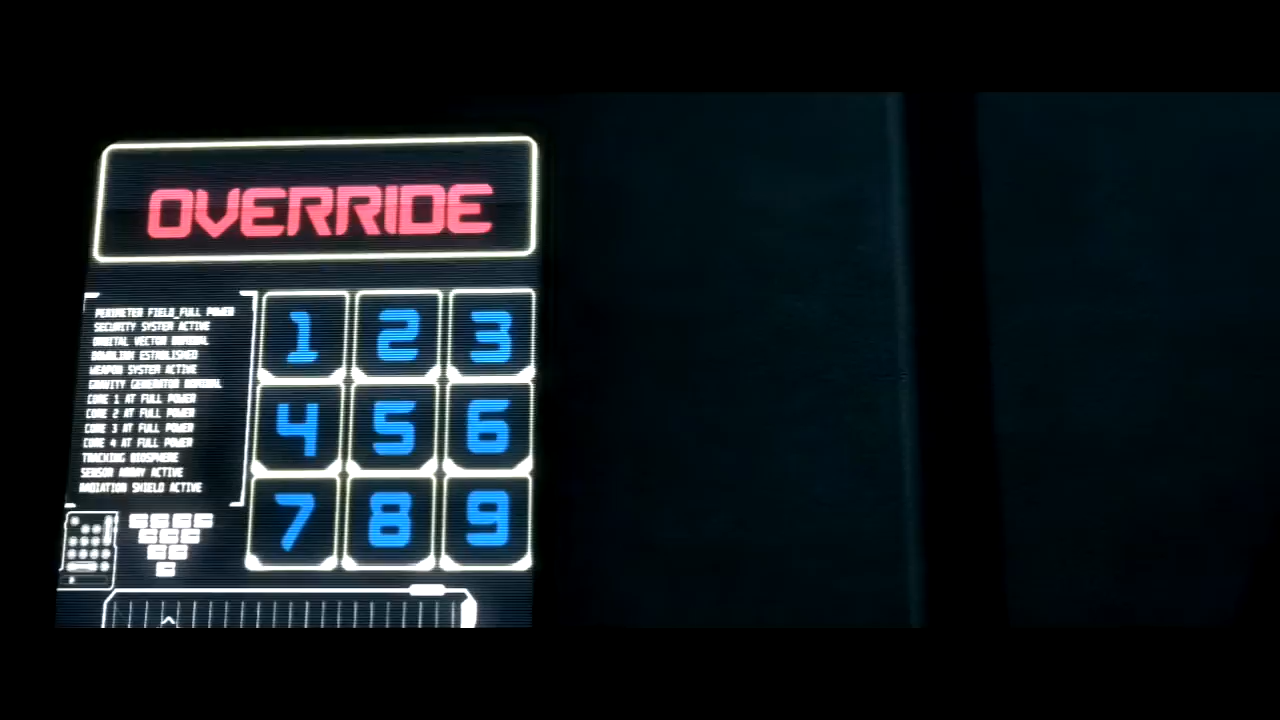 OVERRIDE
PERIMETER FIELD_FULL POWER
SECURITY SYSTEM ACTIVE
ORBITAL VECTOR NOMINAL
DOWNLINK ESTABLISHED
WEAPON SYSTEM ACTIVE
GRAVITY GENERATOR NOMINAL
CORE 1 AT FULL POWER
CORE 2 AT FULL POWER
CORE 3 AT FULL POWER
CORE 4 AT FULL POWER
TRACKING BIOSPHERE
SENSOR ARRAY ACTIVE
RADIATION SHIELD ACTIVE
1 2 3
4 5 6
7 8 9